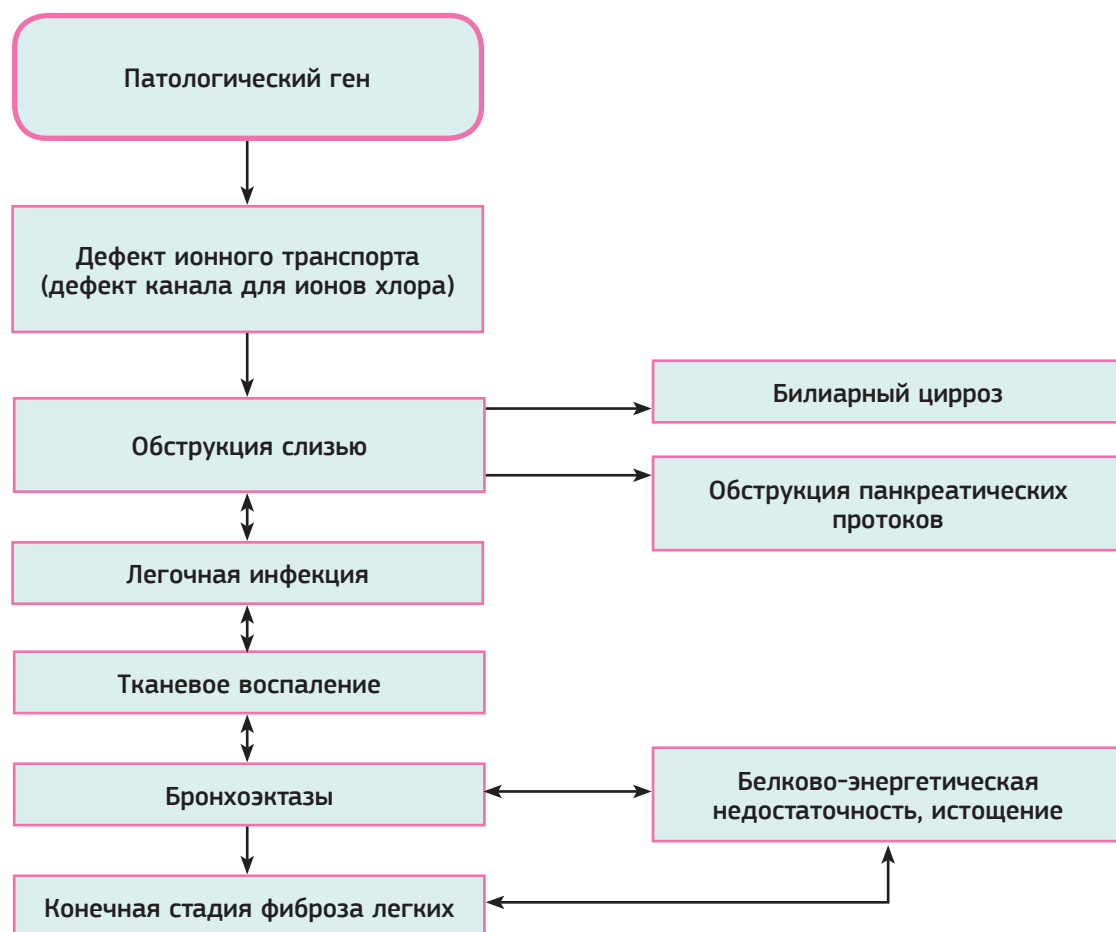 Патологический ген
Дефект ионного транспорта
(дефект канала для ионов хлора)
Обструкция слизью
Билиарный цирроз
Обструкция панкреатических
протоков
Легочная инфекция
Тканевое воспаление
Бронхоэктазы
Белково-энергетическая
недостаточность, истощение
Конечная стадия фиброза легких